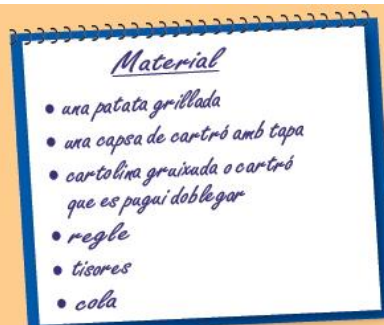 Material
• una patata grillada
• una capsa de cartró amb tapa
• cartolina gruixuda o cartró
que es pugui doblegar
• regle
• tisores
• cola